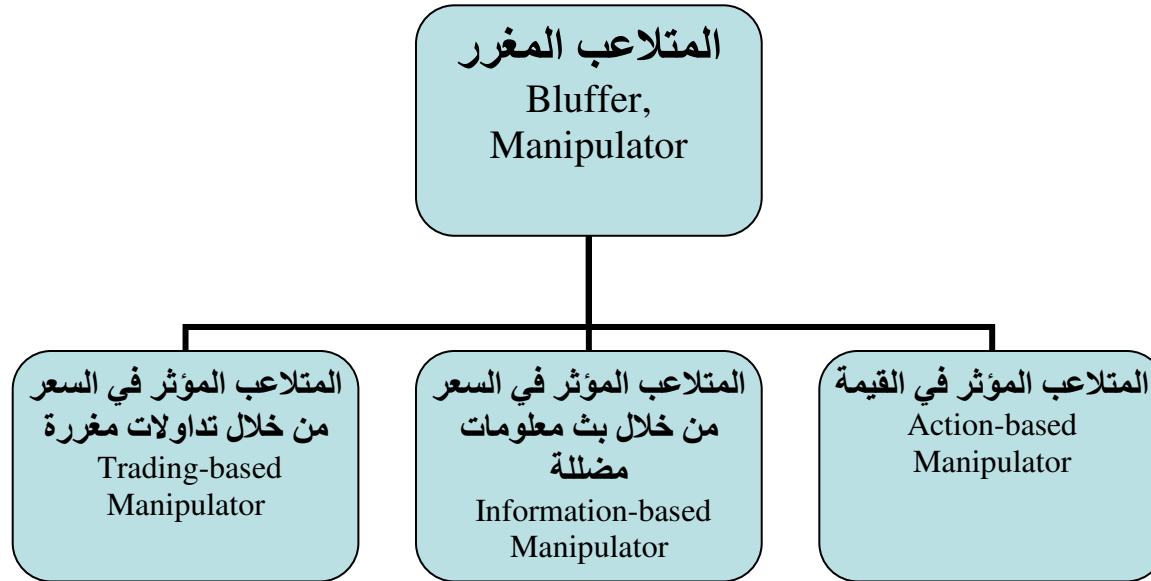 المتلاعب المغرر
Bluffer,
Manipulator
المتلاعب المؤثر في القيمة
Action-based
Manipulator
المتلاعب المؤثر في السعر
من خلال بث معلومات
مضللة
Information-based
Manipulator
المتلاعب المؤثر في السعر
من خلال تداولات مغررة
Trading-based
Manipulator